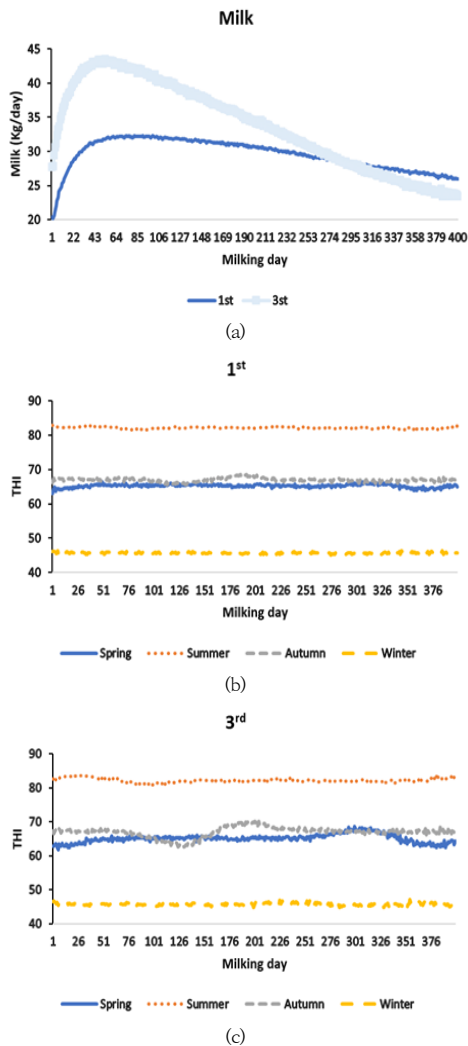 Milk
45
40
35
30
25
20
Milk (Kg/day)
1 22 43 64 85 106 127 148 169 190 211 232 253 274 295 316 337 358 379 400
Milking day
1st 3st
(a)
1st
90
80
70
60
50
40
THI
1 26 51 76 101 126 151 176 201 226 251 276 301 326 351 376
Milking day
Spring Summer Autumn Winter
(b)
3rd
90
80
70
60
50
40
THI
1 26 51 76 101 126 151 176 201 226 251 276 301 326 351 376
Milking day
Spring Summer Autumn Winter
(c)